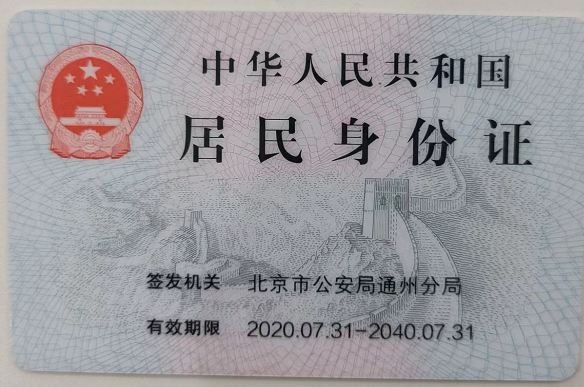 中华人民共和国
居民身份证
签发机关 北京市公安局通州分局
有效期限 2020.07.31-2040.07.31